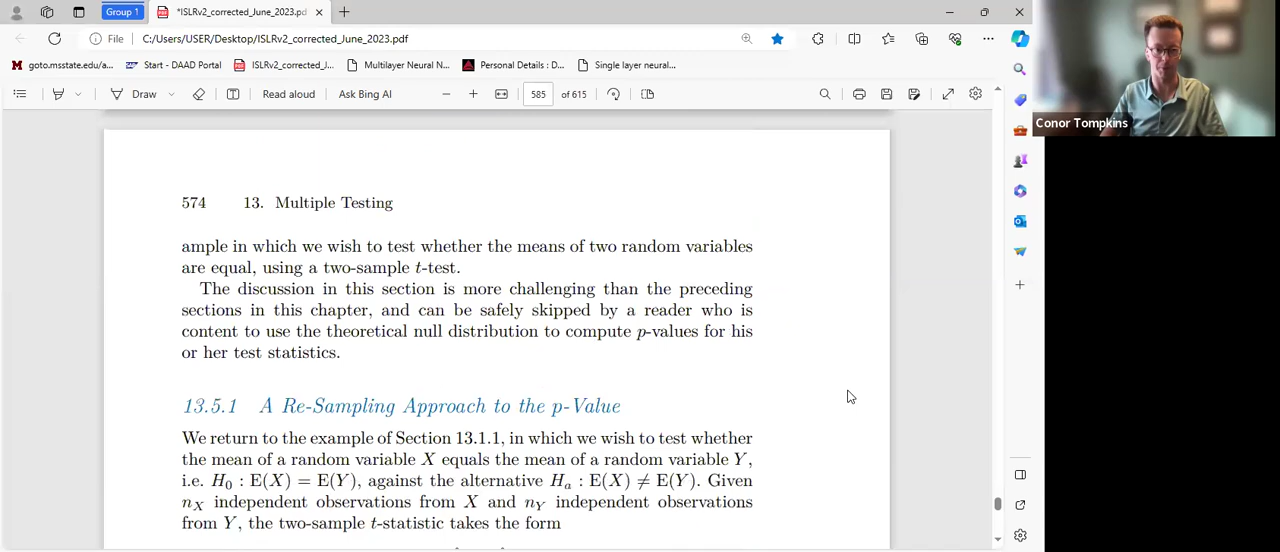 Group 1
*ISLRv2_corrected_June_2023.pd
File
C:/Users/USER/Desktop/ISLRv2_corrected_June_2023.pdf
goto.msstate.edu/a...
Start - DAAD Portal
ISLRv2_corrected_J...
Multilayer Neural N...
Personal Details : D...
Single layer neural...
Draw
Read aloud
Ask Bing AI
585
of 615
Conor Tompkins
574 13. Multiple Testing
ample in which we wish to test whether the means of two random variables
are equal, using a two-sample t-test.
The discussion in this section is more challenging than the preceding
sections in this chapter, and can be safely skipped by a reader who is
content to use the theoretical null distribution to compute p-values for his
or her test statistics.
13.5.1 A Re-Sampling Approach to the p-Value
We return to the example of Section 13.1.1, in which we wish to test whether
the mean of a random variable X equals the mean of a random variable Y,
i.e. H₀ : E(X) = E(Y), against the alternative Hₐ : E(X) ≠ E(Y). Given
n_X independent observations from X and n_Y independent observations
from Y, the two-sample t-statistic takes the form